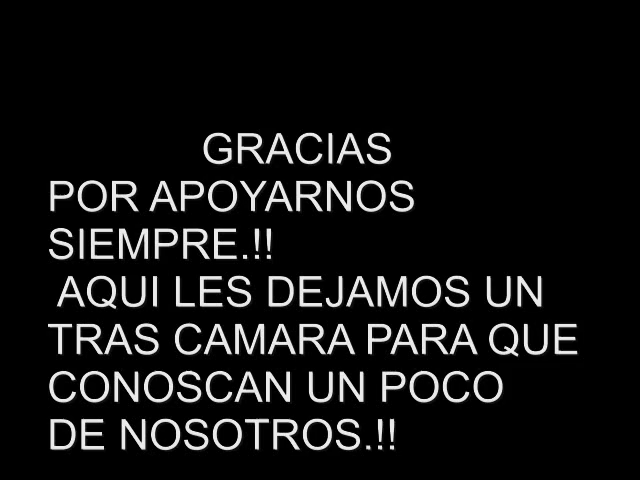 GRACIAS
POR APOYARNOS
SIEMPRE.!!
AQUI LES DEJAMOS UN
TRAS CAMARA PARA QUE
CONOSCAN UN POCO
DE NOSOTROS.!!